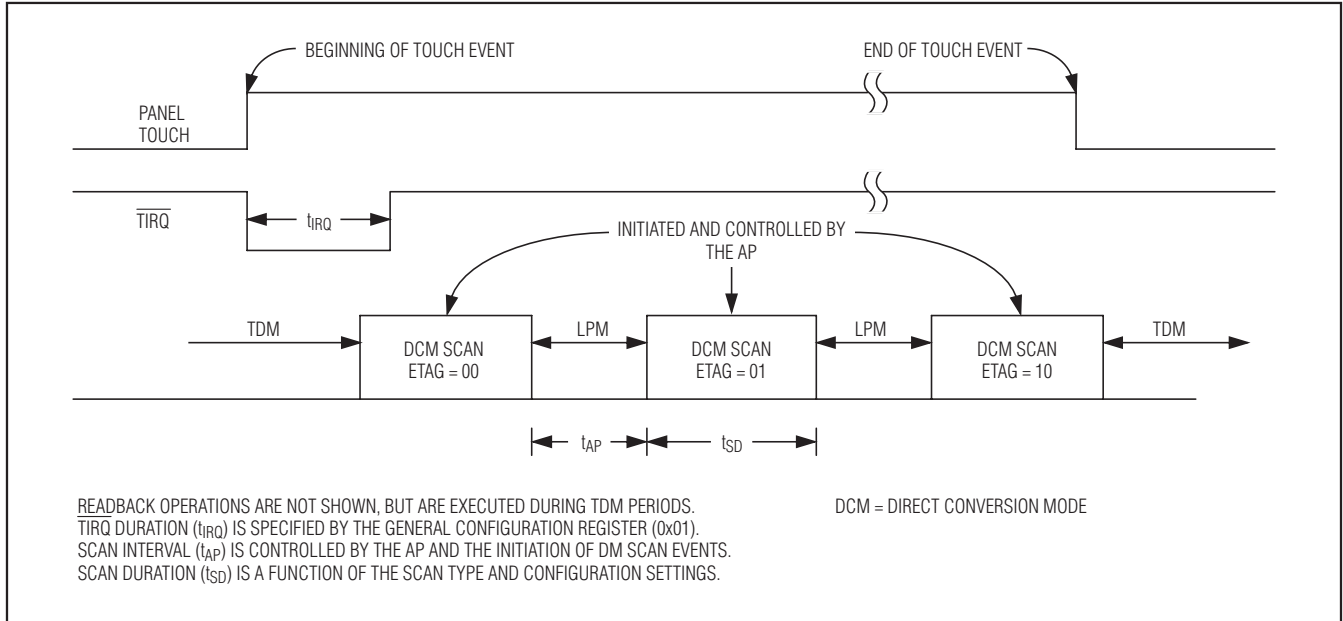 BEGINNING OF TOUCH EVENT
END OF TOUCH EVENT
PANEL
TOUCH
TIRQ
tIRQ
INITIATED AND CONTROLLED BY
THE AP
TDM
DCM SCAN
ETAG = 00
LPM
DCM SCAN
ETAG = 01
LPM
DCM SCAN
ETAG = 10
TDM
tAP
tSD
READBACK OPERATIONS ARE NOT SHOWN, BUT ARE EXECUTED DURING TDM PERIODS.
DCM = DIRECT CONVERSION MODE
TIRQ DURATION (tIRQ) IS SPECIFIED BY THE GENERAL CONFIGURATION REGISTER (0x01).
SCAN INTERVAL (tAP) IS CONTROLLED BY THE AP AND THE INITIATION OF DM SCAN EVENTS.
SCAN DURATION (tSD) IS A FUNCTION OF THE SCAN TYPE AND CONFIGURATION SETTINGS.